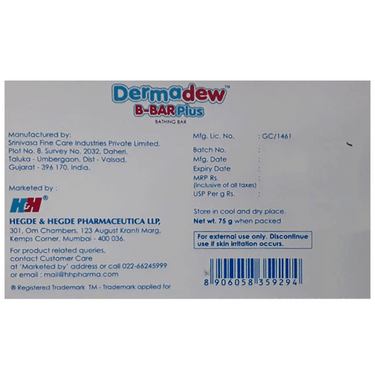 Dermadew™
B-BAR Plus
BATHING BAR
Manufactured by:
Srinivasa Fine Care Industries Private Limited.
Plot No. 8, Survey No. 2032, Daheri,
Taluka - Umbergaon. Dist - Valsad,
Gujarat - 396 170, India.
Marketed by :
H&H
HEGDE & HEGDE PHARMACEUTICA LLP,
301, Om Chambers, 123 August Kranti Marg,
Kemps Corner, Mumbai - 400 036.
For product related queries,
contact Customer Care
at 'Marketed by' address or call 022-66245999
or email : mail@hhpharma.com
® Registered Trademark TM - Trademark applied for
Mfg. Lic. No. : GC/1461
Batch No. :
Mfg. Date :
Expiry Date :
MRP Rs. :
(Inclusive of all taxes)
USP Per g Rs. :
Store in cool and dry place.
Net wt. 75 g when packed
For external use only. Discontinue
use if skin irritation occurs.
8 906058 359294